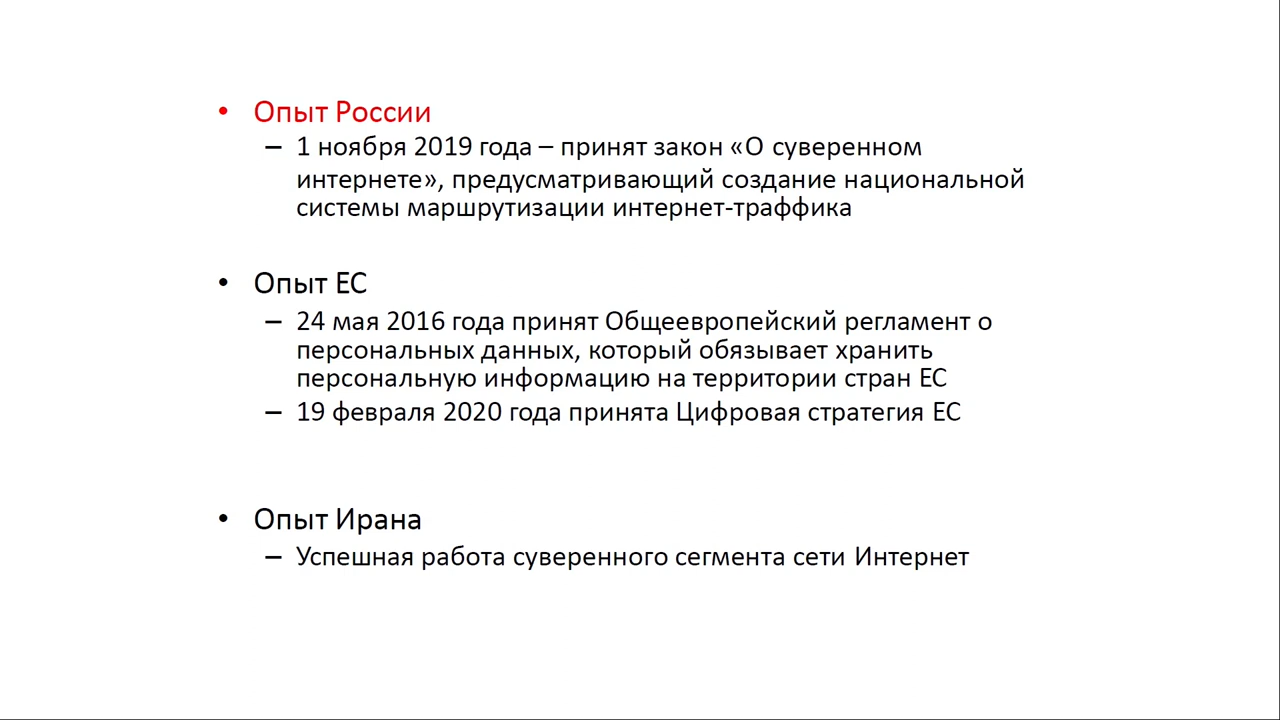 • Опыт России
– 1 ноября 2019 года – принят закон «О суверенном
интернете», предусматривающий создание национальной
системы маршрутизации интернет-траффика
• Опыт ЕС
– 24 мая 2016 года принят Общеевропейский регламент о
персональных данных, который обязывает хранить
персональную информацию на территории стран ЕС
– 19 февраля 2020 года принята Цифровая стратегия ЕС
• Опыт Ирана
– Успешная работа суверенного сегмента сети Интернет